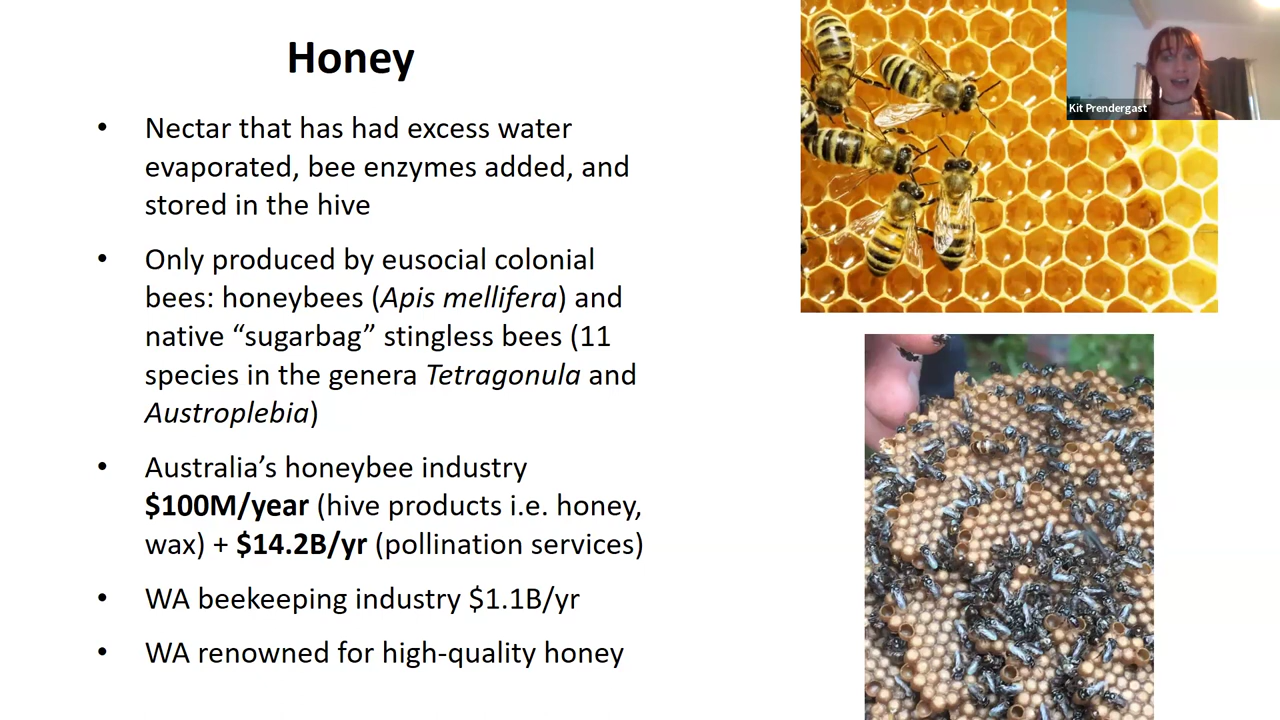 Honey
• Nectar that has had excess water
evaporated, bee enzymes added, and
stored in the hive
• Only produced by eusocial colonial
bees: honeybees (Apis mellifera) and
native “sugarbag” stingless bees (11
species in the genera Tetragonula and
Austroplebia)
• Australia’s honeybee industry
$100M/year (hive products i.e. honey,
wax) + $14.2B/yr (pollination services)
• WA beekeeping industry $1.1B/yr
• WA renowned for high-quality honey
Kit Prendergast